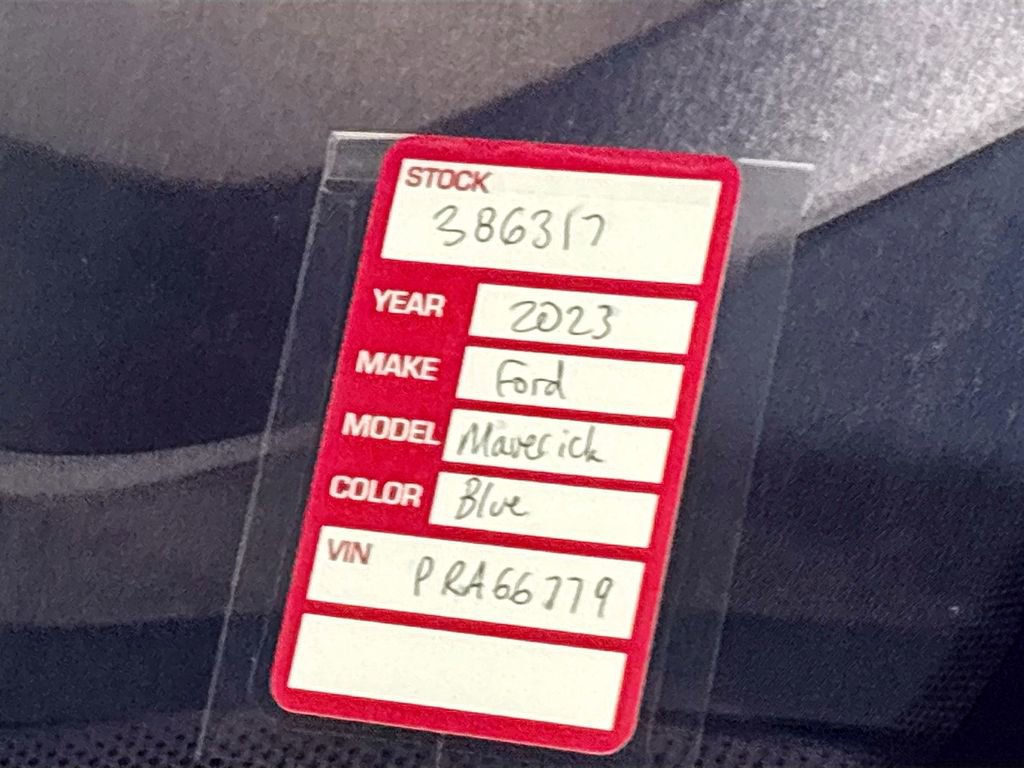 STOCK
386317
YEAR 2023
MAKE Ford
MODEL Maverick
COLOR Blue
VIN PRA66779